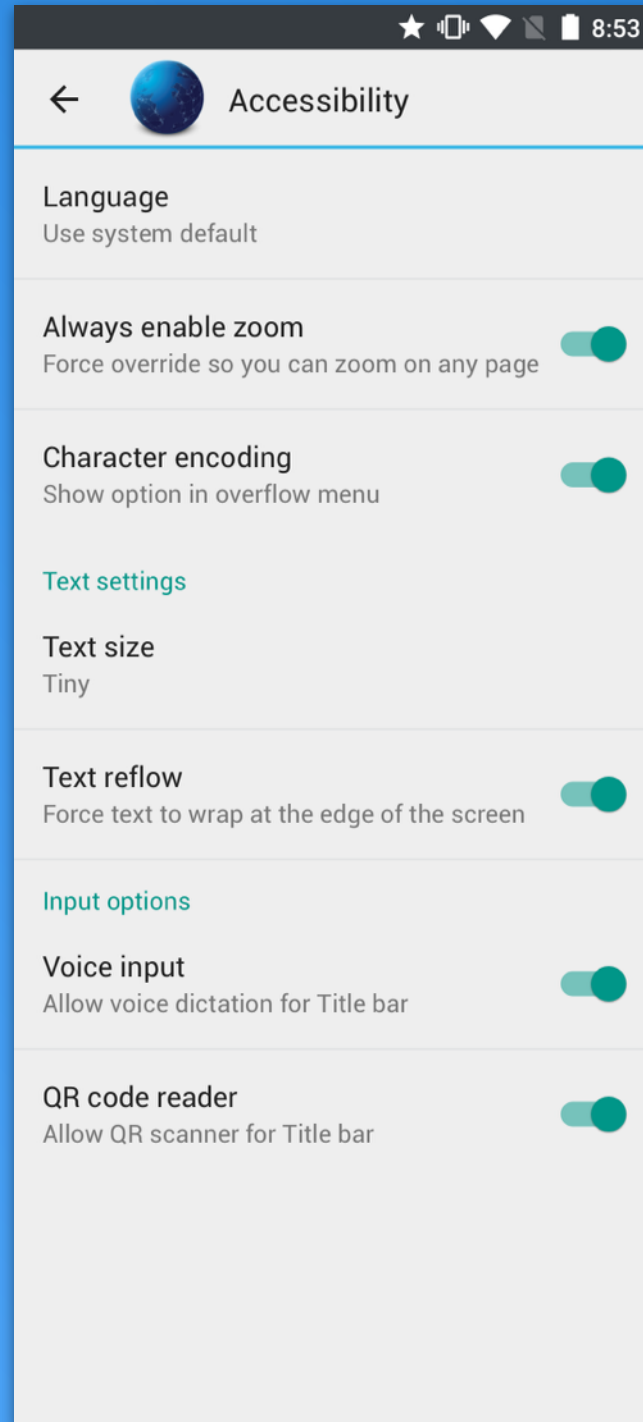 8:53
Accessibility
Language
Use system default
Always enable zoom
Force override so you can zoom on any page
Character encoding
Show option in overflow menu
Text settings
Text size
Tiny
Text reflow
Force text to wrap at the edge of the screen
Input options
Voice input
Allow voice dictation for Title bar
QR code reader
Allow QR scanner for Title bar